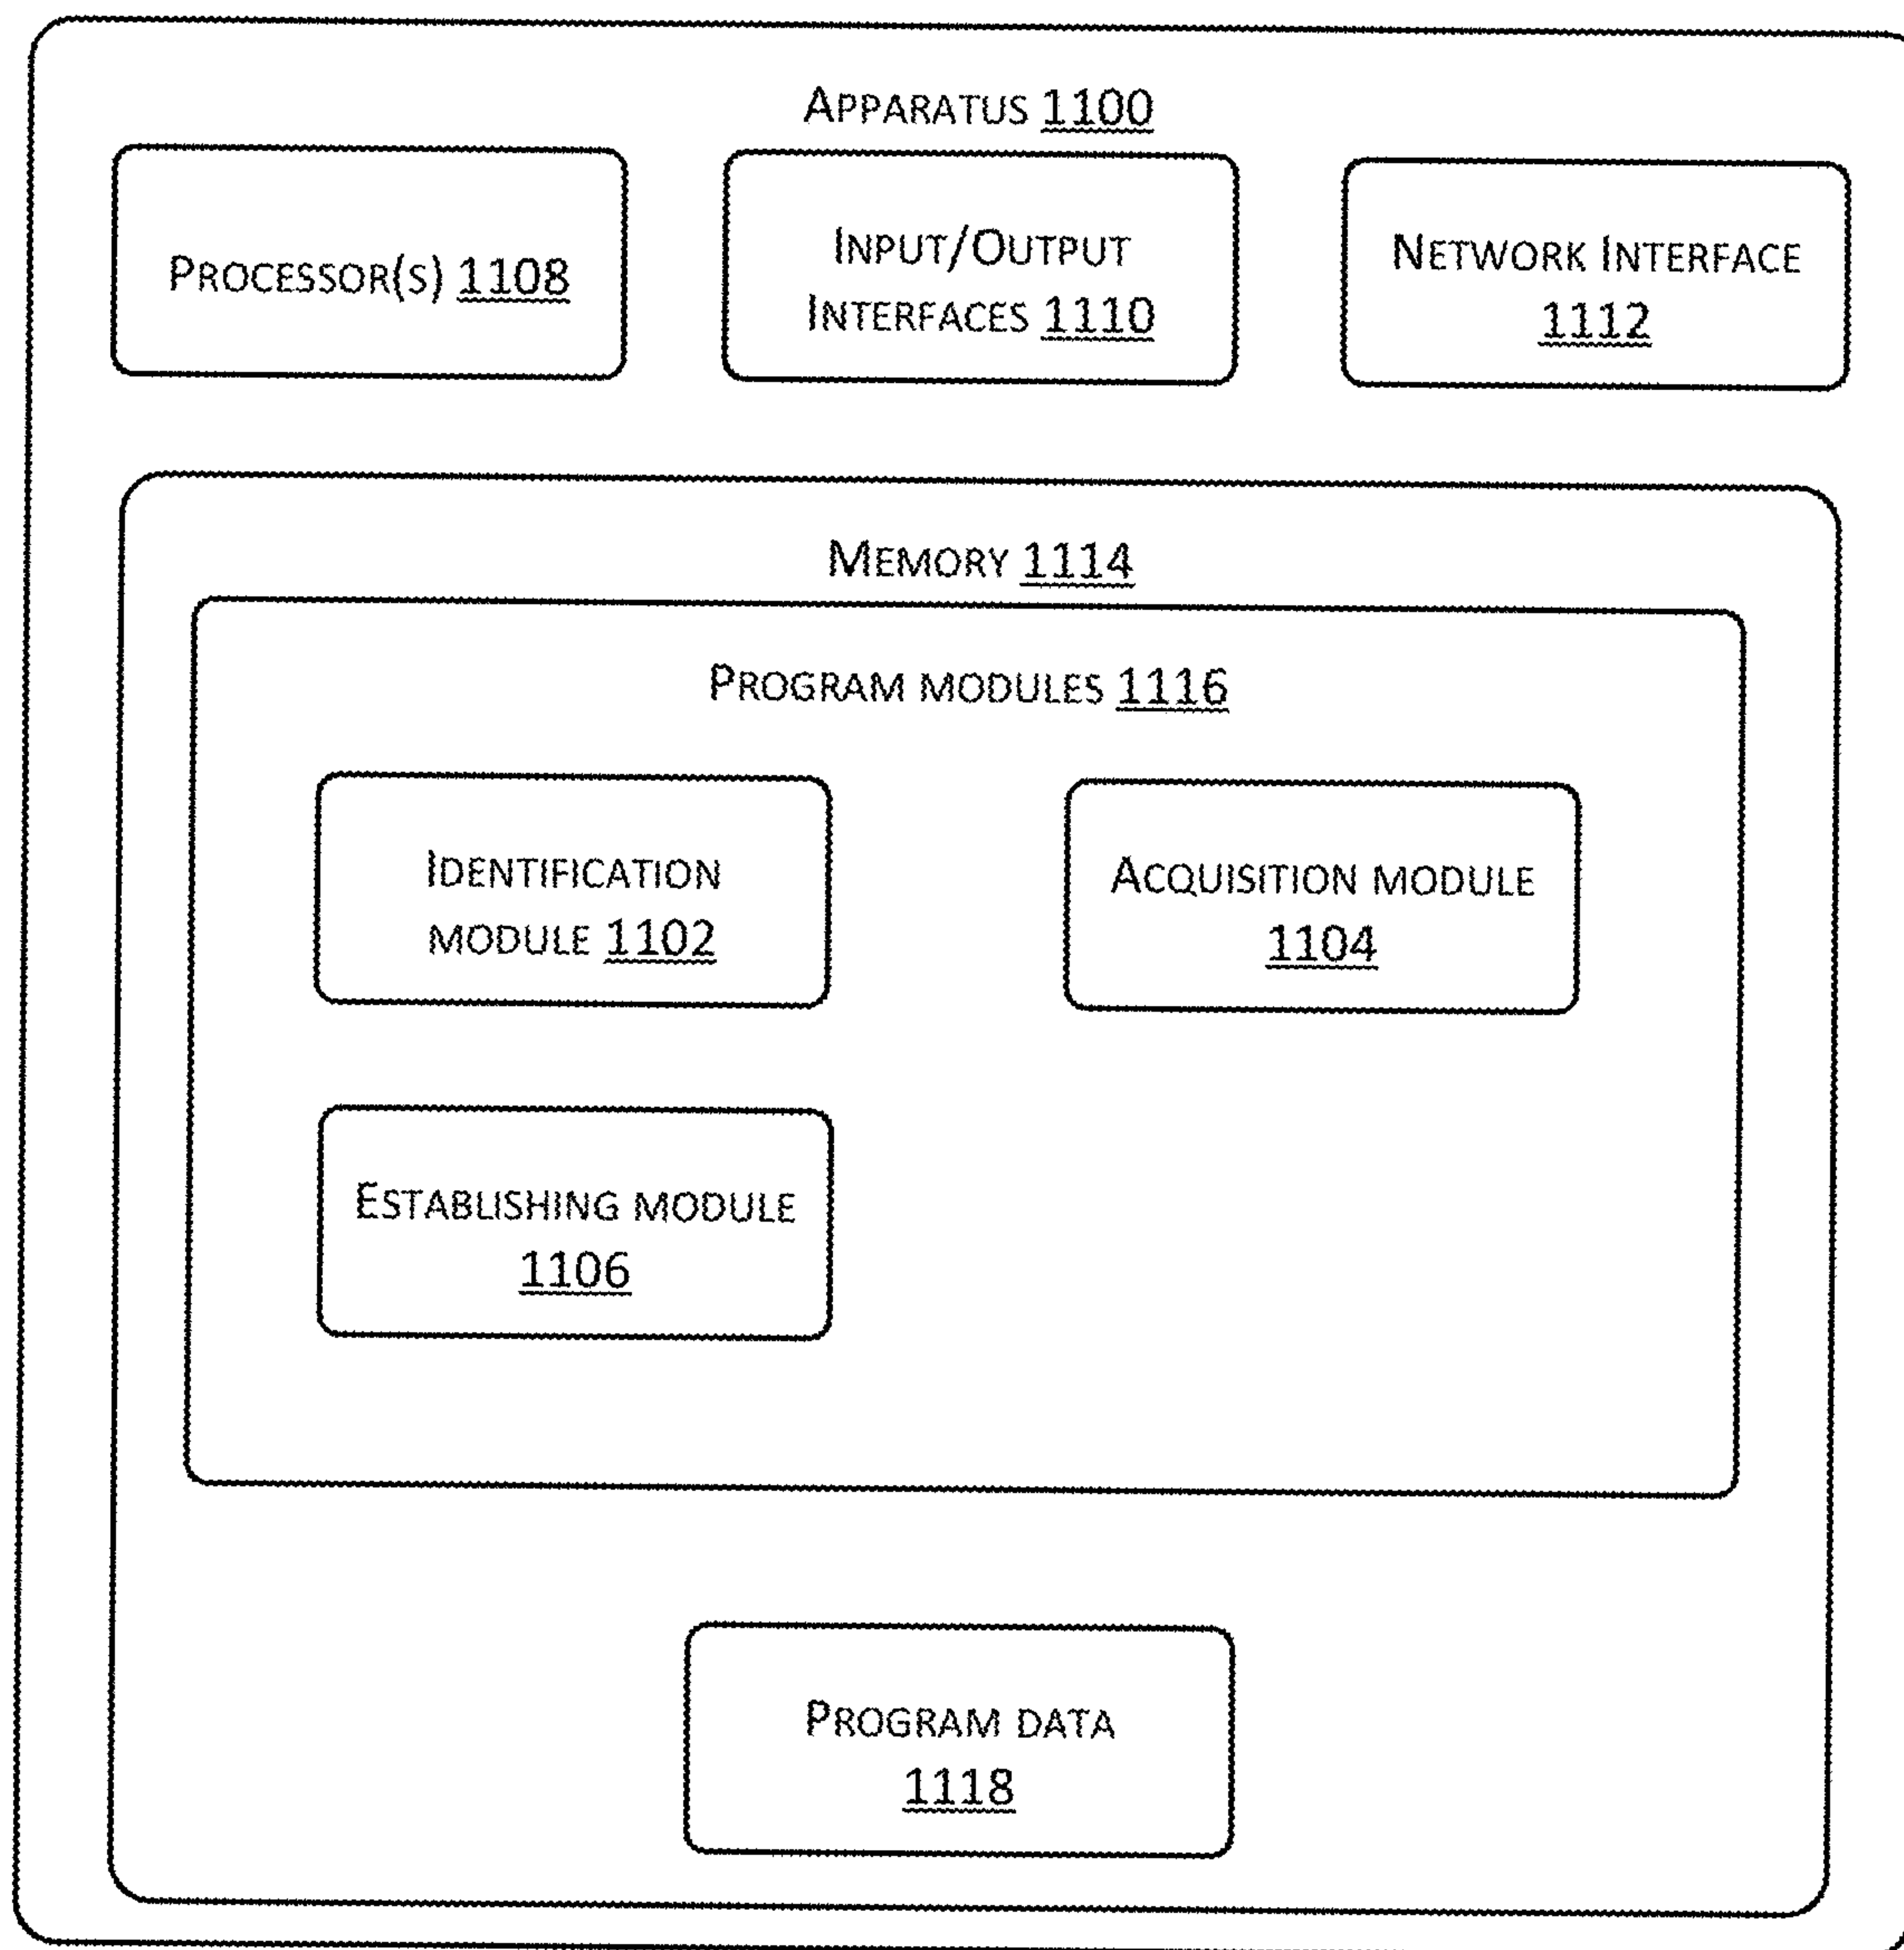 APPARATUS 1100
PROCESSOR(S) 1108
INPUT/OUTPUT
INTERFACES 1110
NETWORK INTERFACE
1112
MEMORY 1114
PROGRAM MODULES 1116
IDENTIFICATION
MODULE 1102
ACQUISITION MODULE
1104
ESTABLISHING MODULE
1106
PROGRAM DATA
1118